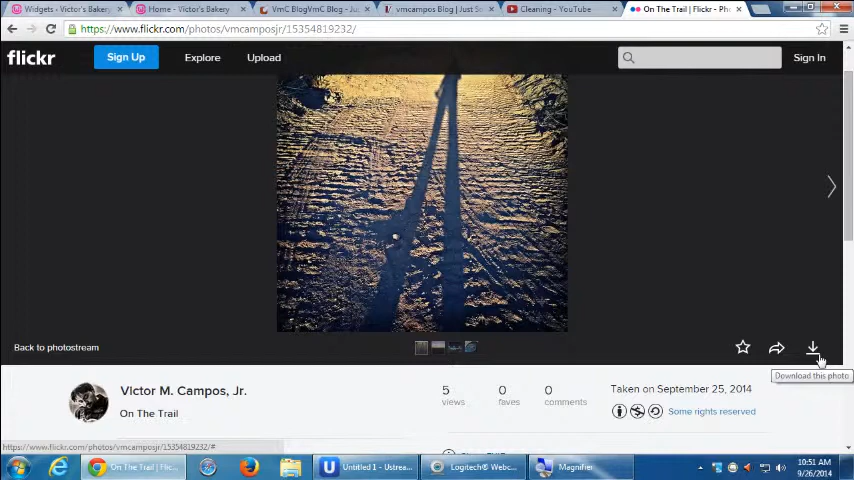 Widgets ‹ Victor's Bakery
Home - Victor's Bakery
VmC BlogVmC Blog - Ju
vmcampos Blog | Just So
Cleaning - YouTube
On The Trail | Flickr - Ph
https://www.flickr.com/photos/vmcamposjr/15354819232/
flickr
Sign Up
Explore
Upload
Sign In
Back to photostream
Download this photo
Victor M. Campos, Jr.
On The Trail
5
views
0
faves
0
comments
Taken on September 25, 2014
Some rights reserved
https://www.flickr.com/photos/vmcamposjr/15354819232/#
On The Trail | Flic...
Untitled 1 - Ustrea...
Logitech® Webc...
Magnifier
10:51 AM
9/26/2014